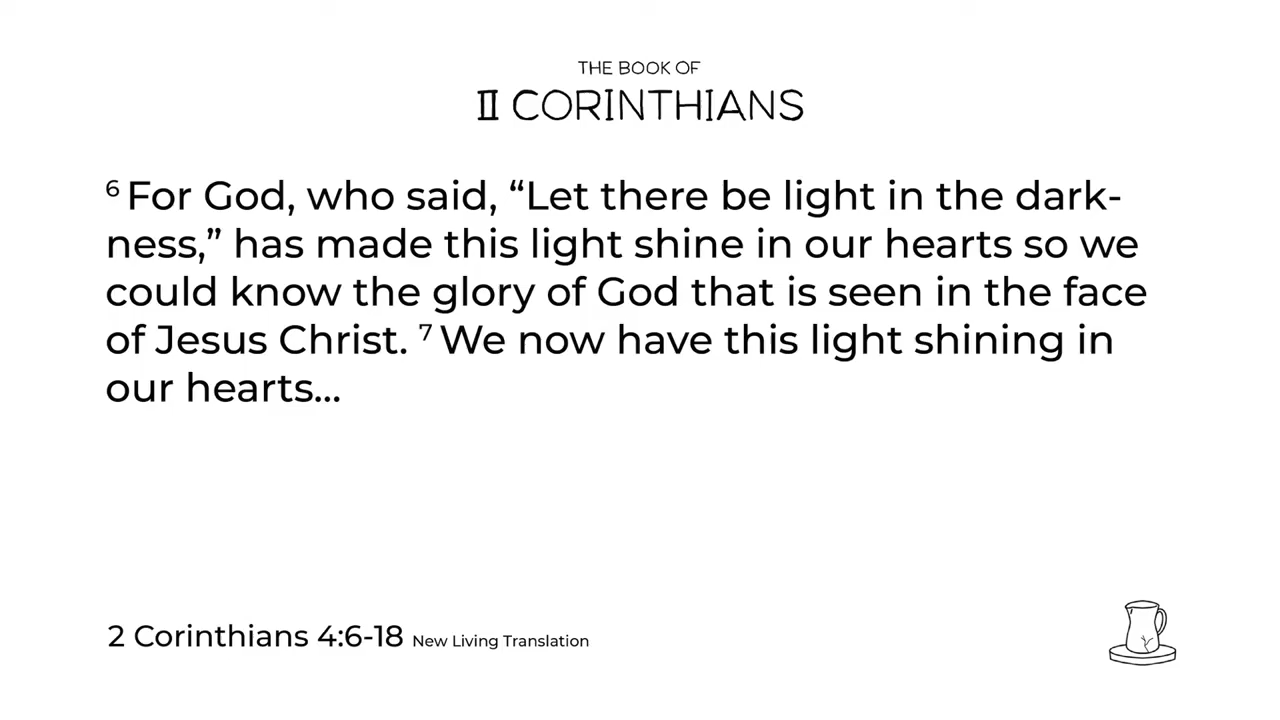 THE BOOK OF
II CORINTHIANS
⁶ For God, who said, “Let there be light in the dark-
ness,” has made this light shine in our hearts so we
could know the glory of God that is seen in the face
of Jesus Christ. ⁷ We now have this light shining in
our hearts...
2 Corinthians 4:6-18 New Living Translation